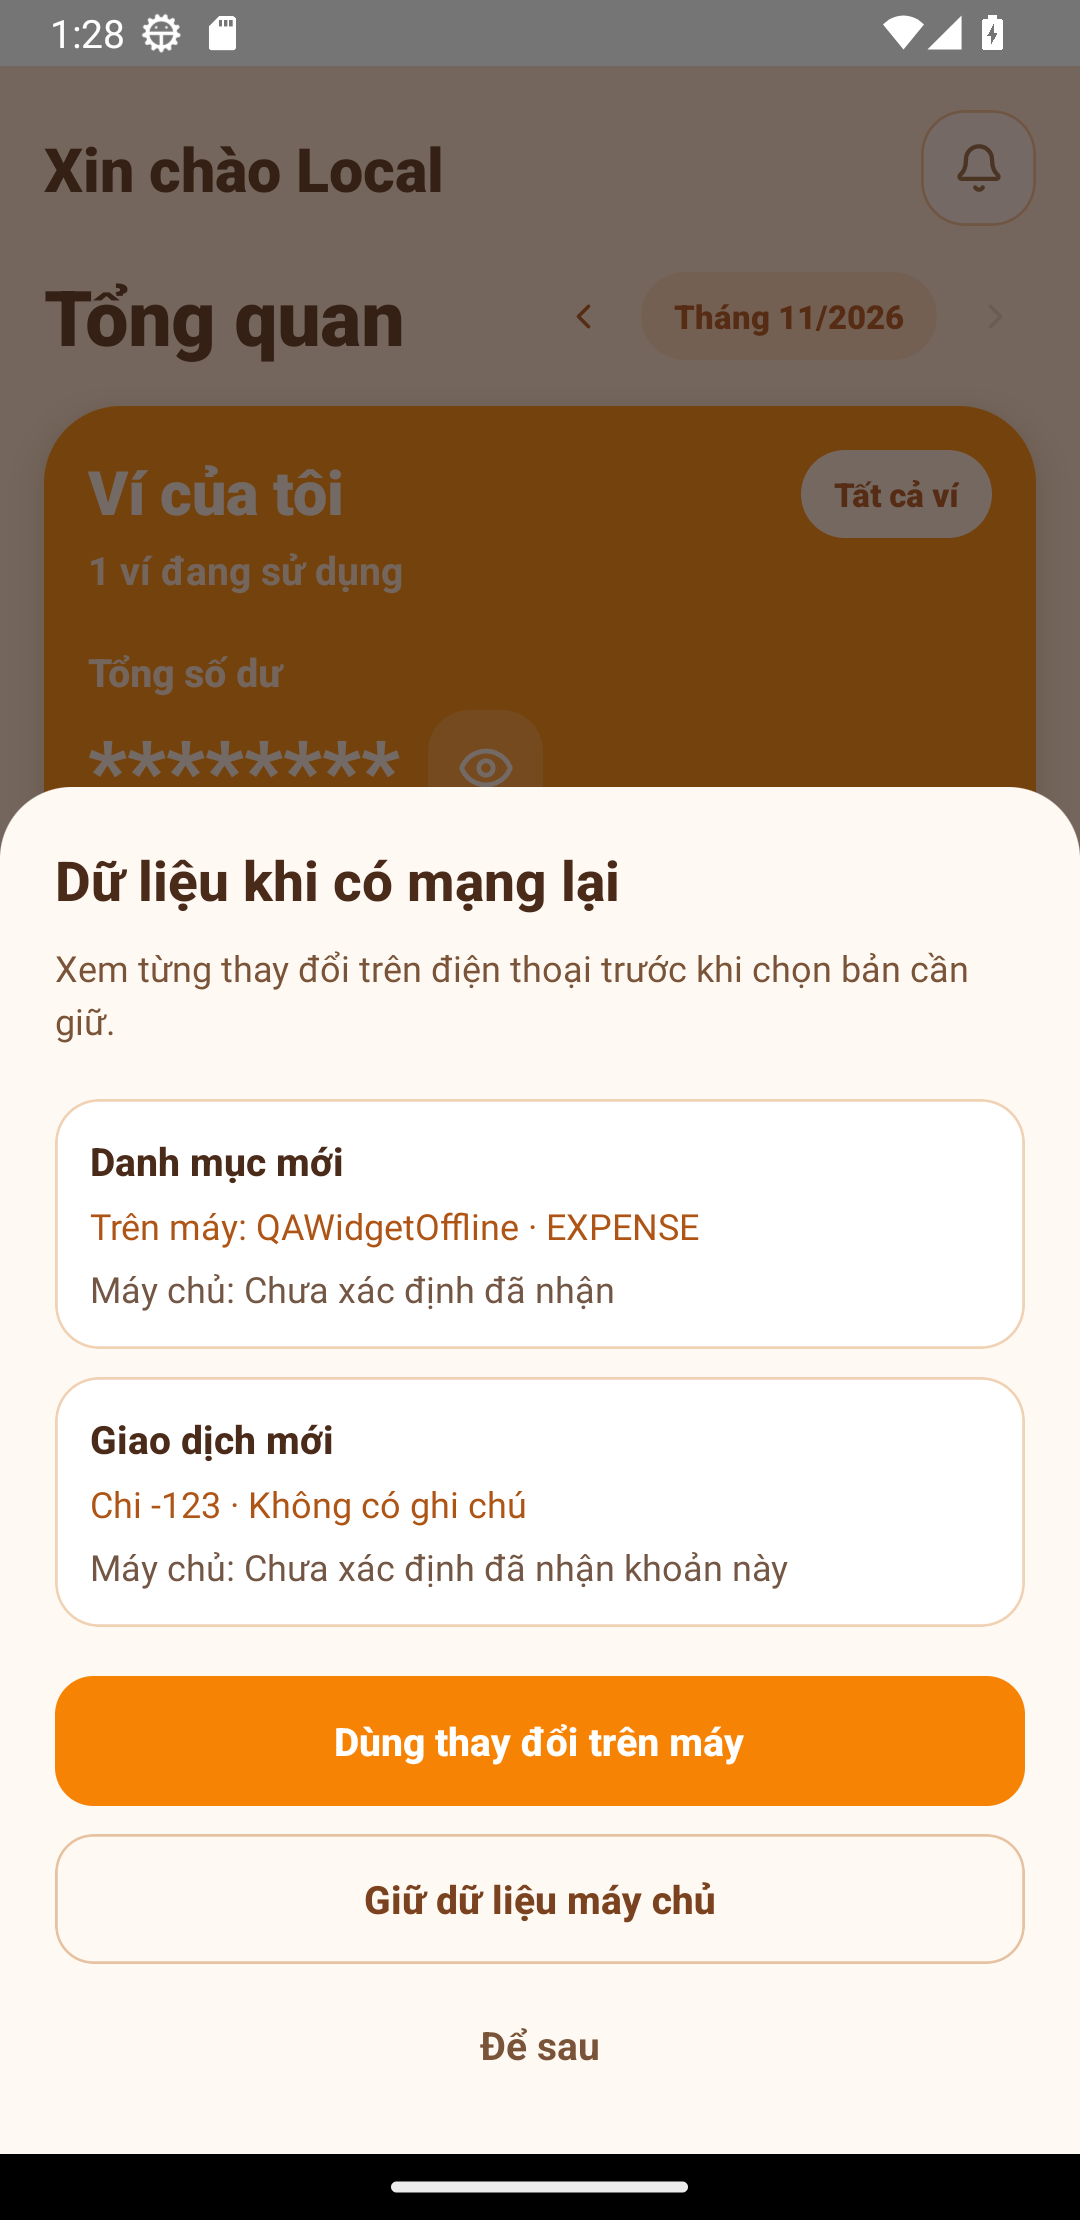 1:28
Xin chào Local
Tổng quan
Tháng 11/2026
Ví của tôi
Tất cả ví
1 ví đang sử dụng
Tổng số dư
********
Dữ liệu khi có mạng lại
Xem từng thay đổi trên điện thoại trước khi chọn bản cần
giữ.
Danh mục mới
Trên máy: QAWidgetOffline · EXPENSE
Máy chủ: Chưa xác định đã nhận
Giao dịch mới
Chi -123 · Không có ghi chú
Máy chủ: Chưa xác định đã nhận khoản này
Dùng thay đổi trên máy
Giữ dữ liệu máy chủ
Để sau